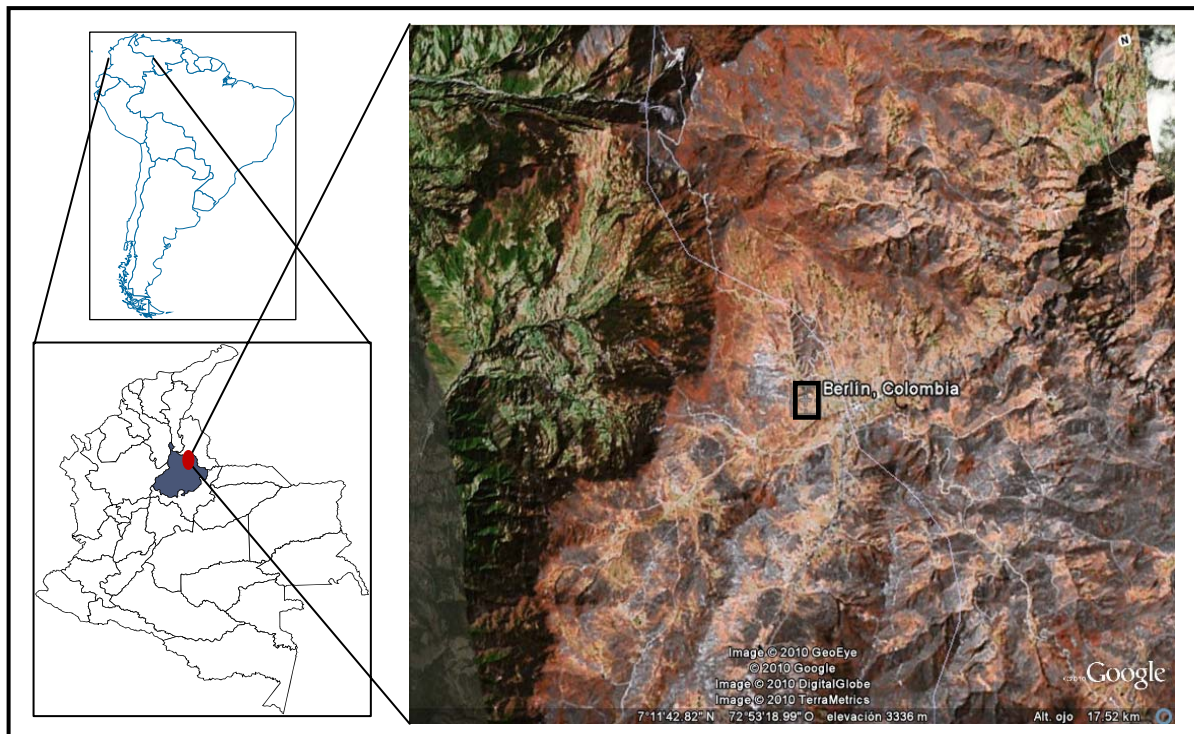 N
Berlín, Colombia
Image © 2010 GeoEye
© 2010 Google
Image © 2010 DigitalGlobe
Image © 2010 TerraMetrics
©2010 Google
7°11'42.82" N 72°53'18.99" O elevación 3336 m Alt. ojo 17.52 km